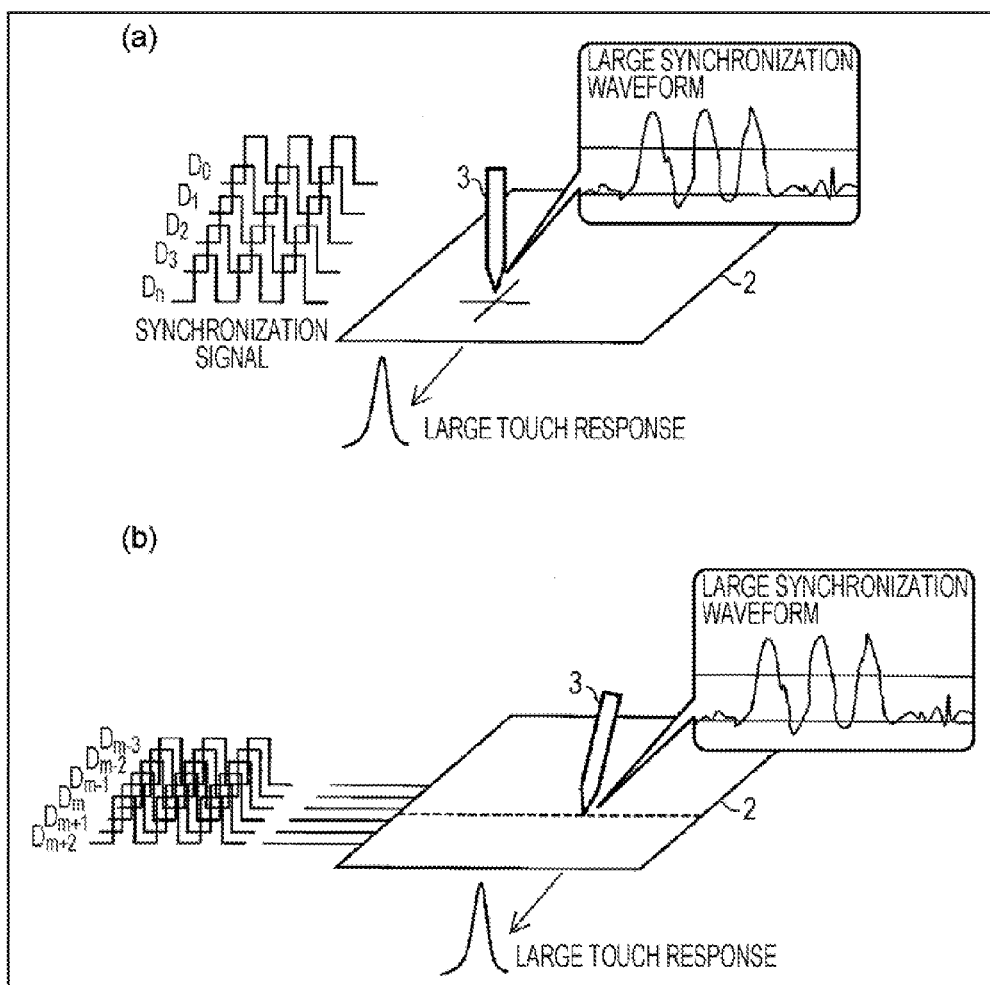 (a)
LARGE SYNCHRONIZATION
WAVEFORM
D0
D1
D2
D3
Dn
3
2
SYNCHRONIZATION
SIGNAL
LARGE TOUCH RESPONSE
(b)
LARGE SYNCHRONIZATION
WAVEFORM
3
Dm-3
Dm-2
Dm-1
Dm
Dm+1
Dm+2
2
LARGE TOUCH RESPONSE